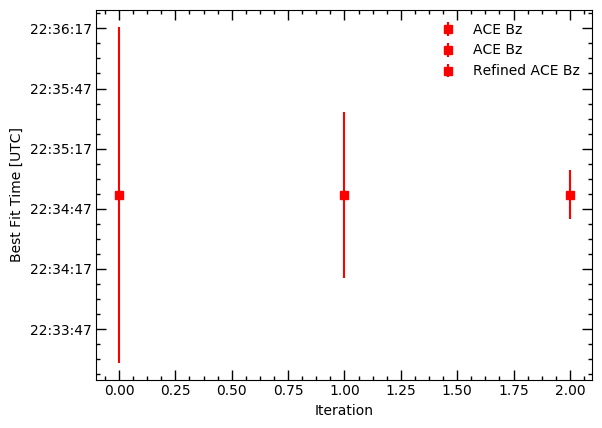 22:36:17
22:35:47
22:35:17
22:34:47
22:34:17
22:33:47
Best Fit Time [UTC]
ACE Bz
ACE Bz
Refined ACE Bz
0.00 0.25 0.50 0.75 1.00 1.25 1.50 1.75 2.00
Iteration